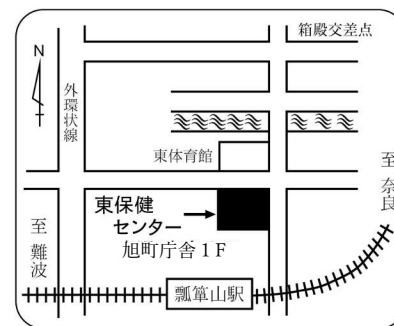 箱殿交差点
N
外環状線
東体育館
至奈良
東保健
センター
旭町庁舎1F
至難波
瓢箪山駅